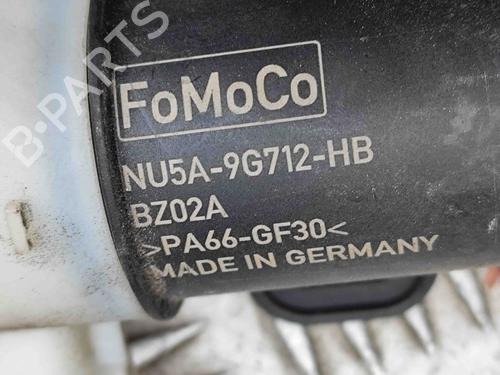 B-PARTS
FoMoCo
NU5A-9G712-HB
BZ02A
>PA66-GF30<
MADE IN GERMANY